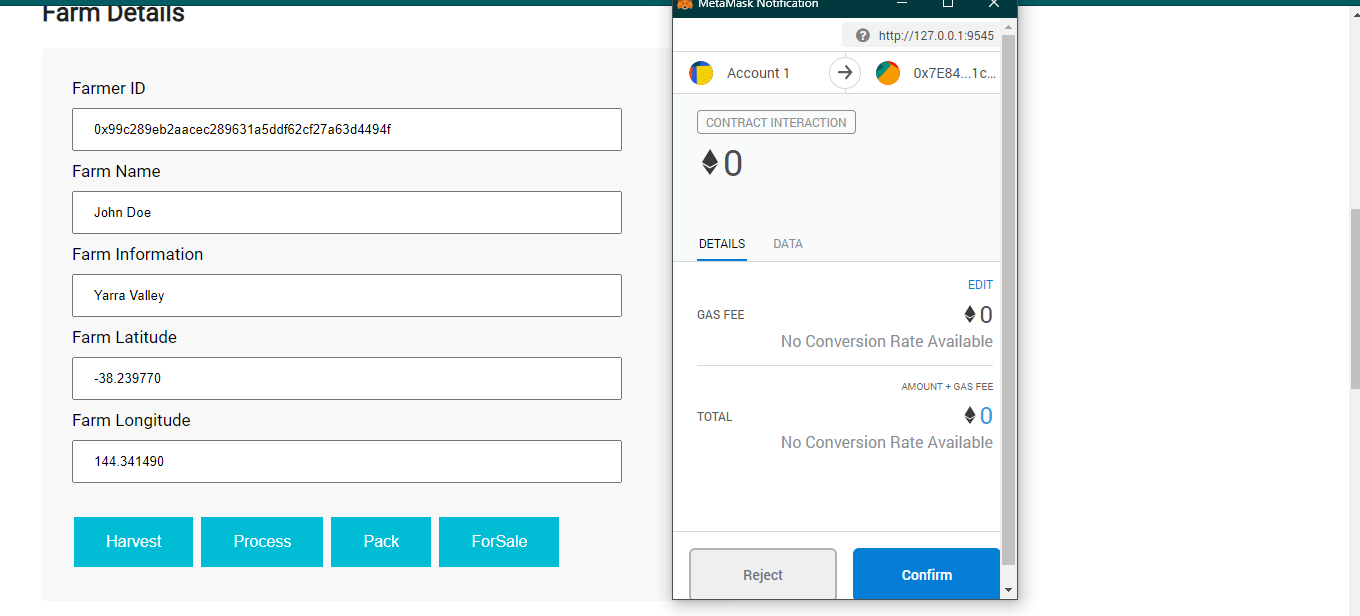 Farm Details
Farmer ID
0x99c289eb2aacec289631a5ddf62cf27a63d4494f
Farm Name
John Doe
Farm Information
Yarra Valley
Farm Latitude
-38.239770
Farm Longitude
144.341490
Harvest Process Pack ForSale
MetaMask Notification
http://127.0.0.1:9545
Account 1 0x7E84...1c...
CONTRACT INTERACTION
0
DETAILS DATA
EDIT
GAS FEE 0
No Conversion Rate Available
AMOUNT + GAS FEE
TOTAL 0
No Conversion Rate Available
Reject Confirm